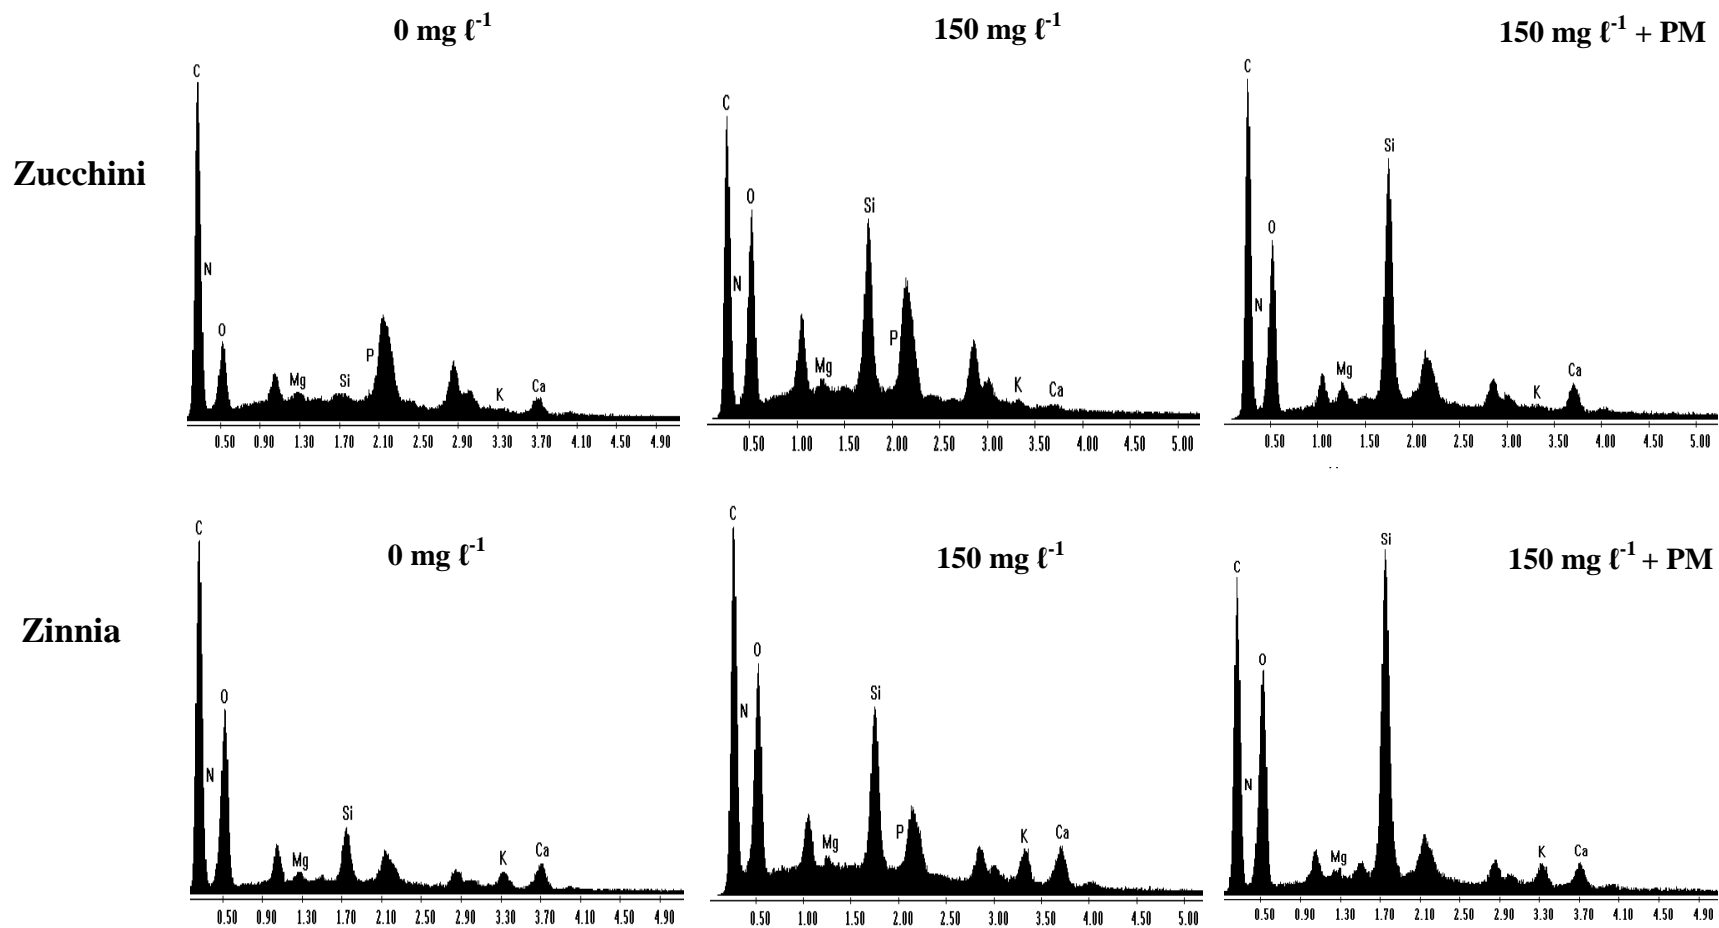 0 mg ℓ-1 150 mg ℓ-1 150 mg ℓ-1 + PM
Zucchini
C N O Mg Si P K Ca
0.50 0.90 1.30 1.70 2.10 2.50 2.90 3.30 3.70 4.10 4.50 4.90
C N O Mg Si P K Ca
0.50 1.00 1.50 2.00 2.50 3.00 3.50 4.00 4.50 5.00
C N O Mg Si K Ca
0.50 1.00 1.50 2.00 2.50 3.00 3.50 4.00 4.50 5.00
0 mg ℓ-1 150 mg ℓ-1 150 mg ℓ-1 + PM
Zinnia
C N O Mg Si K Ca
0.50 0.90 1.30 1.70 2.10 2.50 2.90 3.30 3.70 4.10 4.50 4.90
C N O Mg Si P K Ca
0.50 1.00 1.50 2.00 2.50 3.00 3.50 4.00 4.50 5.00
C N O Mg Si K Ca
0.50 0.90 1.30 1.70 2.10 2.50 2.90 3.30 3.70 4.10 4.50 4.90